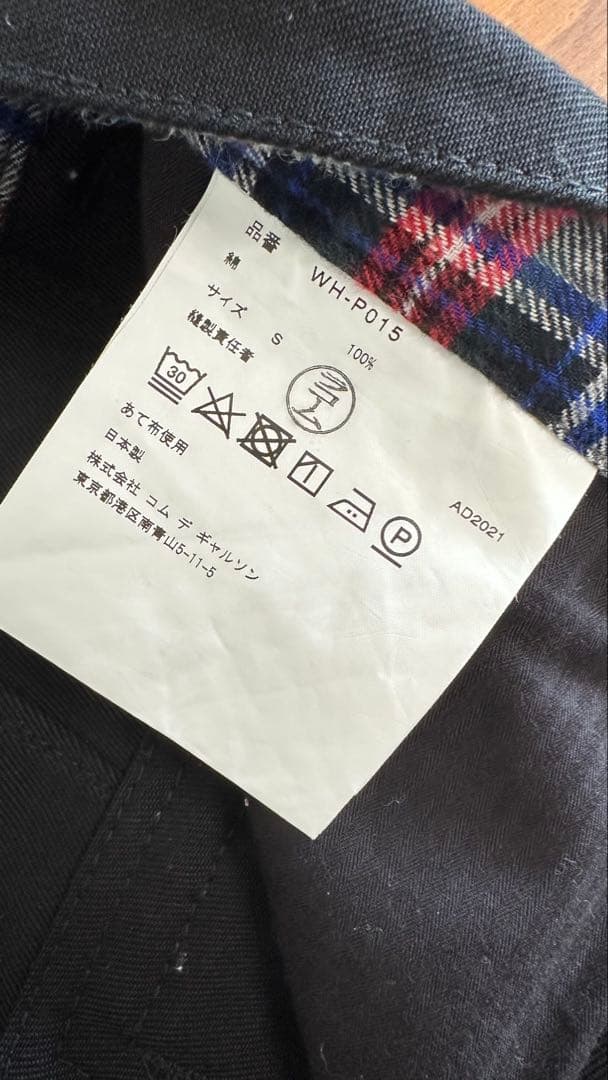 品番 WH-P015
綿 100%
サイズ S
縫製責任者
30
P
あて布使用
日本製
株式会社 コム デ ギャルソン
東京都港区南青山5-11-5
AD2021